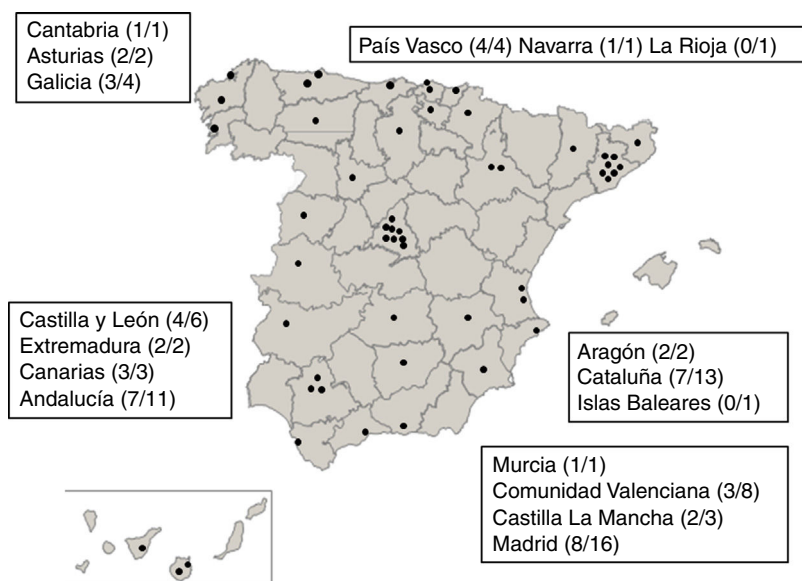 Cantabria (1/1)
Asturias (2/2)
Galicia (3/4)
País Vasco (4/4) Navarra (1/1) La Rioja (0/1)
Castilla y León (4/6)
Extremadura (2/2)
Canarias (3/3)
Andalucía (7/11)
Aragón (2/2)
Cataluña (7/13)
Islas Baleares (0/1)
Murcia (1/1)
Comunidad Valenciana (3/8)
Castilla La Mancha (2/3)
Madrid (8/16)